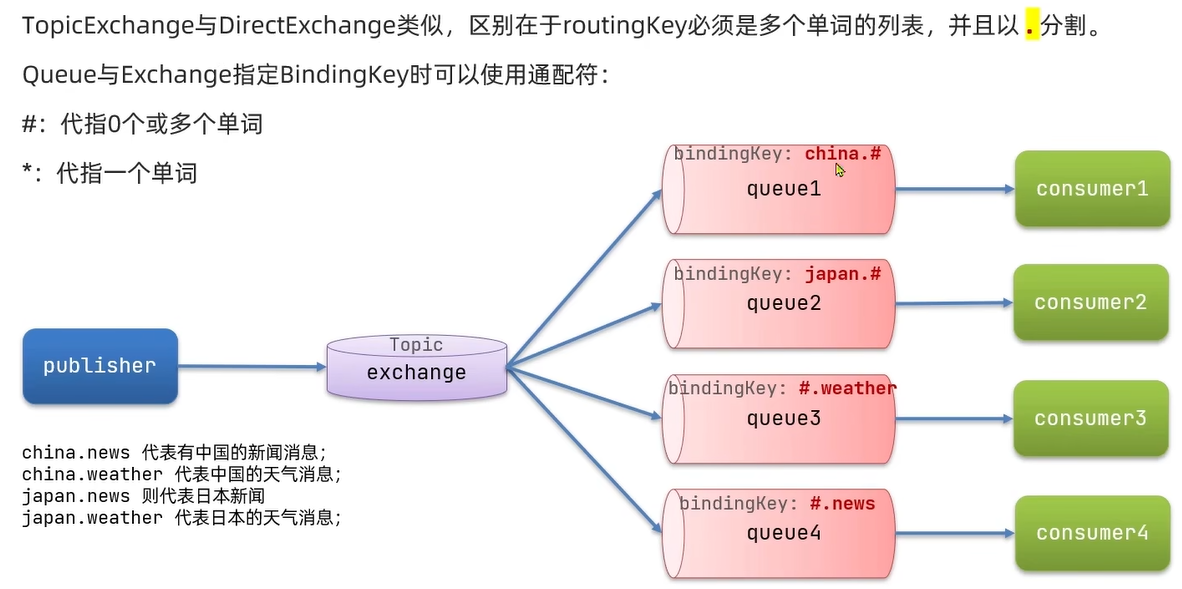 TopicExchange与DirectExchange类似，区别在于routingKey必须是多个单词的列表，并且以 . 分割。
Queue与Exchange指定BindingKey时可以使用通配符：
#：代指0个或多个单词
*：代指一个单词
bindingKey: china.#
queue1
consumer1
bindingKey: japan.#
queue2
consumer2
publisher
Topic
exchange
bindingKey: #.weather
queue3
consumer3
bindingKey: #.news
queue4
consumer4
china.news 代表有中国的新闻消息；
china.weather 代表中国的天气消息；
japan.news 则代表日本新闻
japan.weather 代表日本的天气消息；